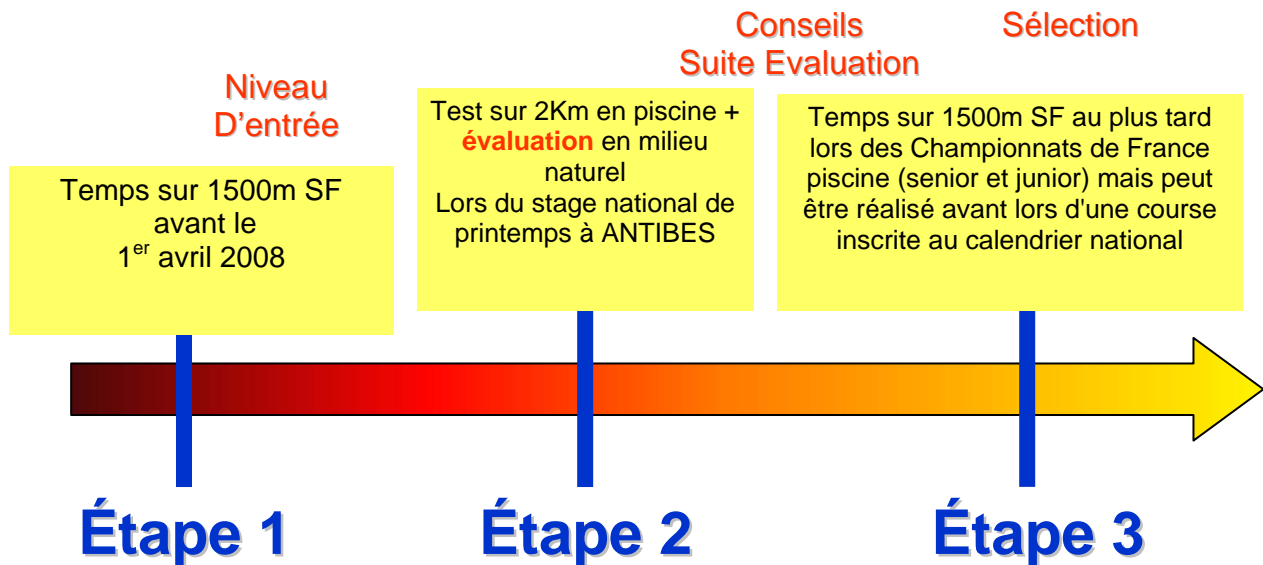 Niveau
D'entrée
Temps sur 1500m SF
avant le
1er avril 2008
Conseils
Suite Evaluation
Test sur 2Km en piscine +
évaluation en milieu
naturel
Lors du stage national de
printemps à ANTIBES
Sélection
Temps sur 1500m SF au plus tard
lors des Championnats de France
piscine (senior et junior) mais peut
être réalisé avant lors d'une course
inscrite au calendrier national
Étape 1
Étape 2
Étape 3